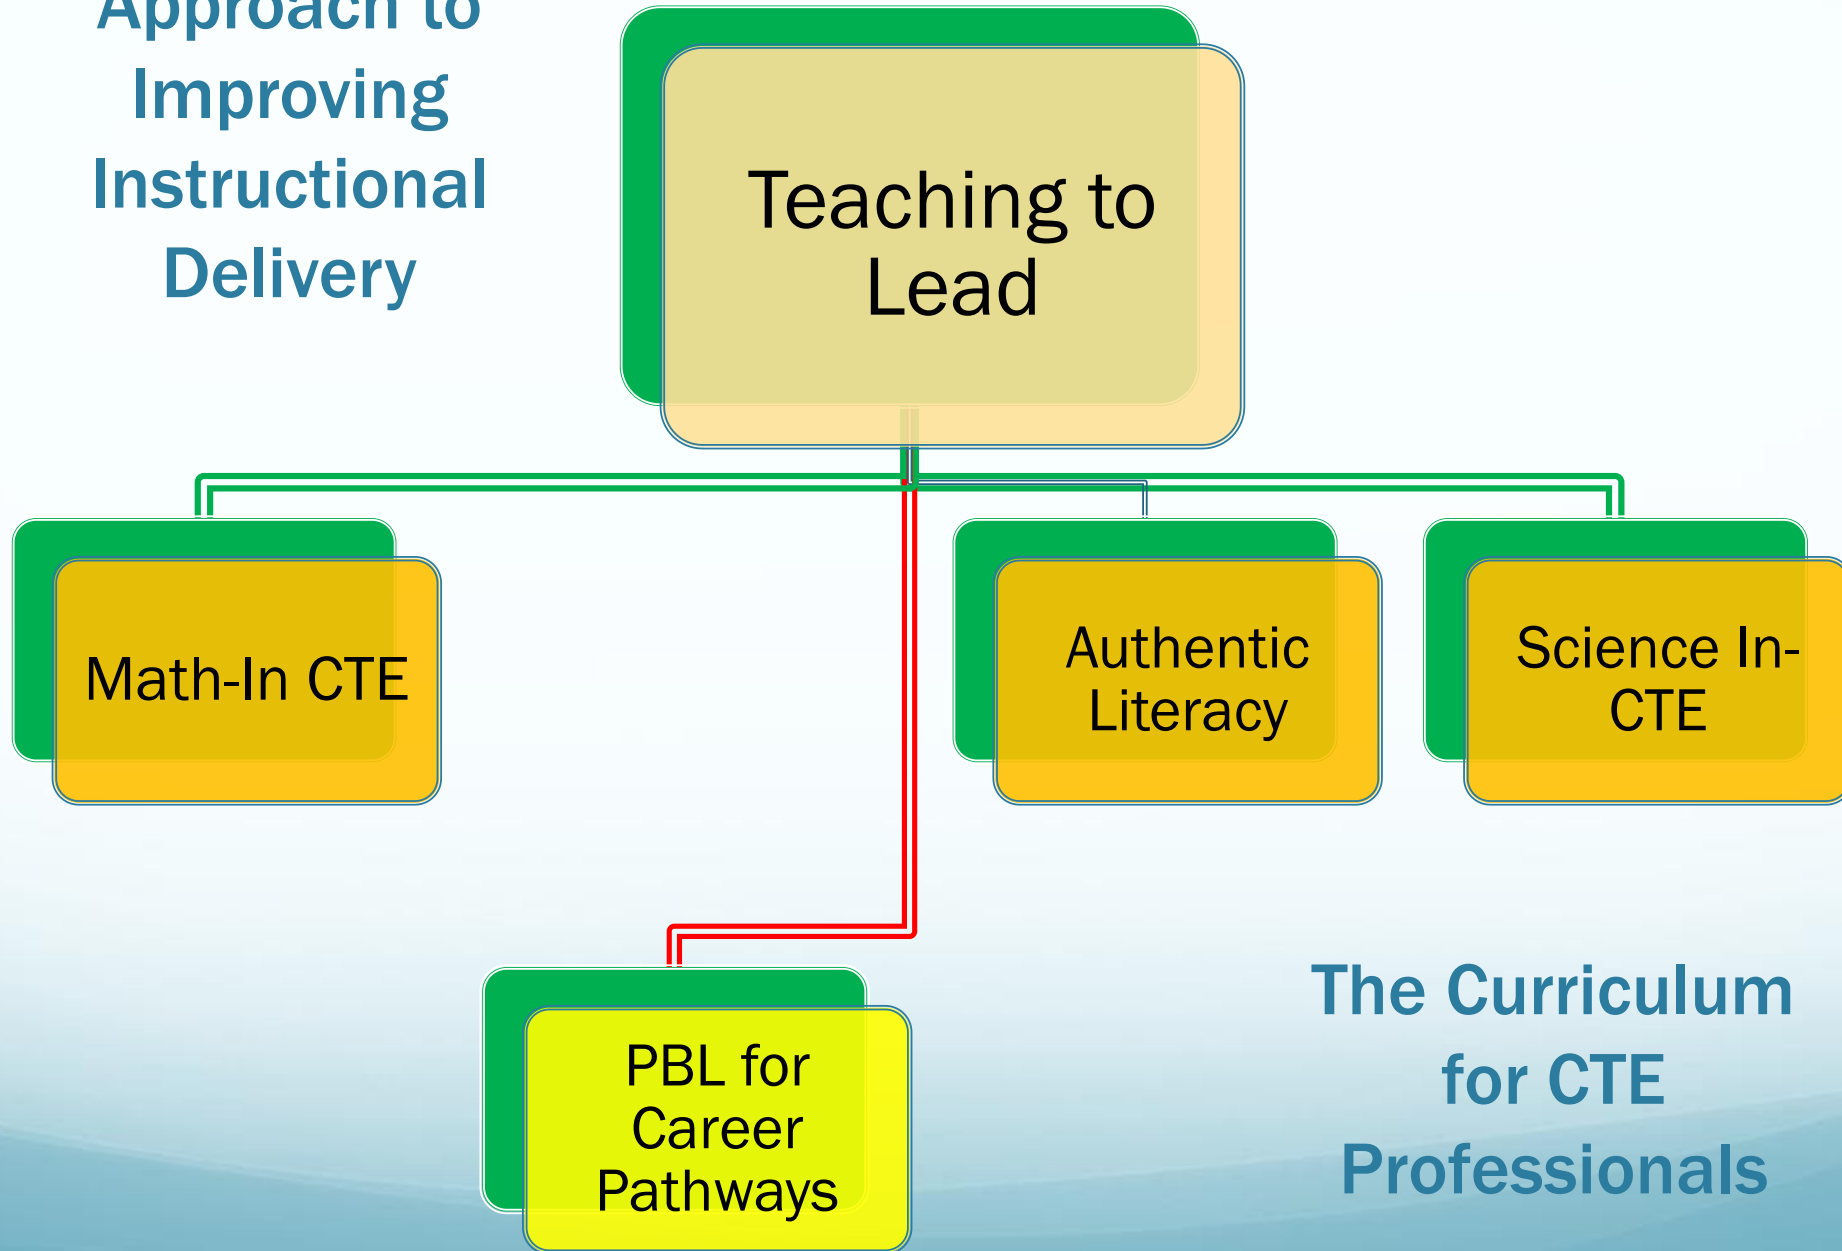 Approach to
Improving
Instructional
Delivery
Teaching to
Lead
Math-In CTE
Authentic
Literacy
Science In-
CTE
PBL for
Career
Pathways
The Curriculum
for CTE
Professionals